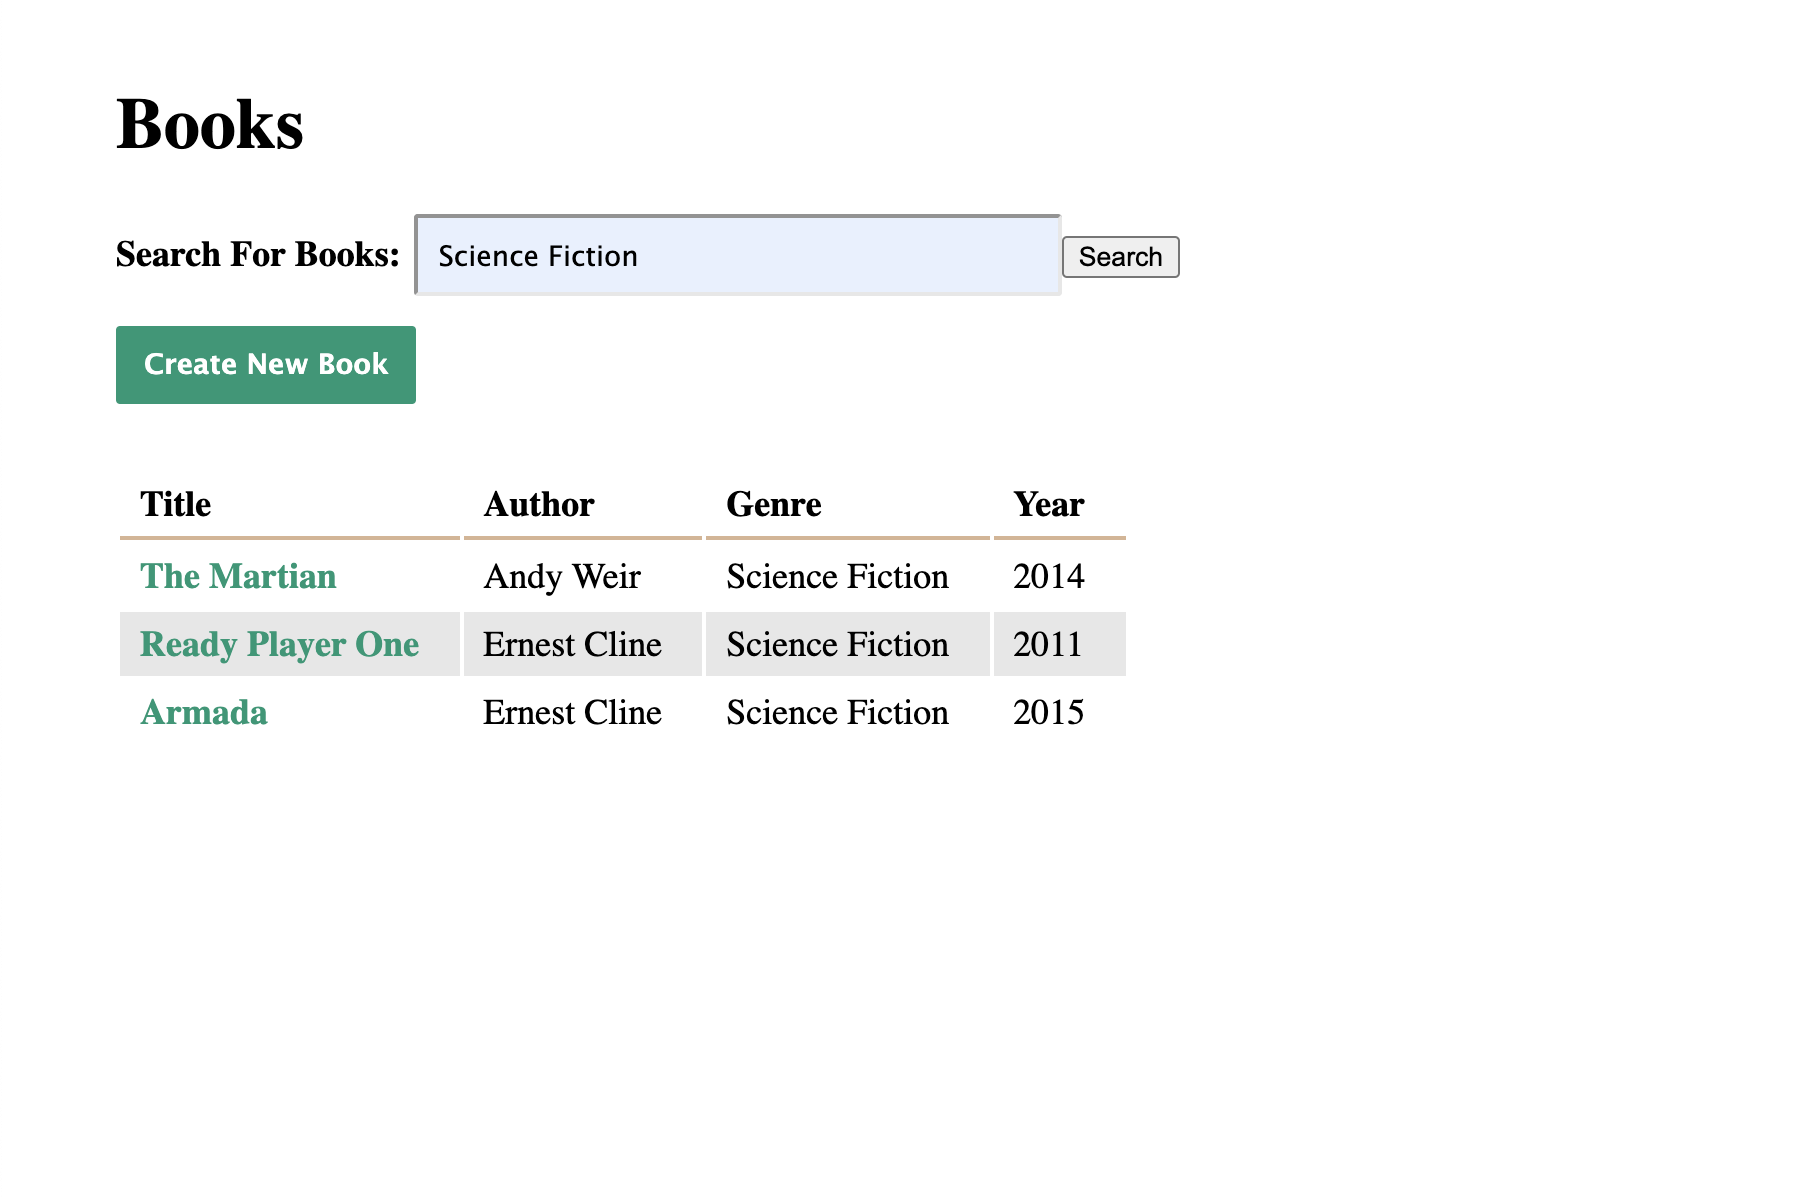 Books
Search For Books: Science Fiction Search
Create New Book
Title Author Genre Year
The Martian Andy Weir Science Fiction 2014
Ready Player One Ernest Cline Science Fiction 2011
Armada Ernest Cline Science Fiction 2015